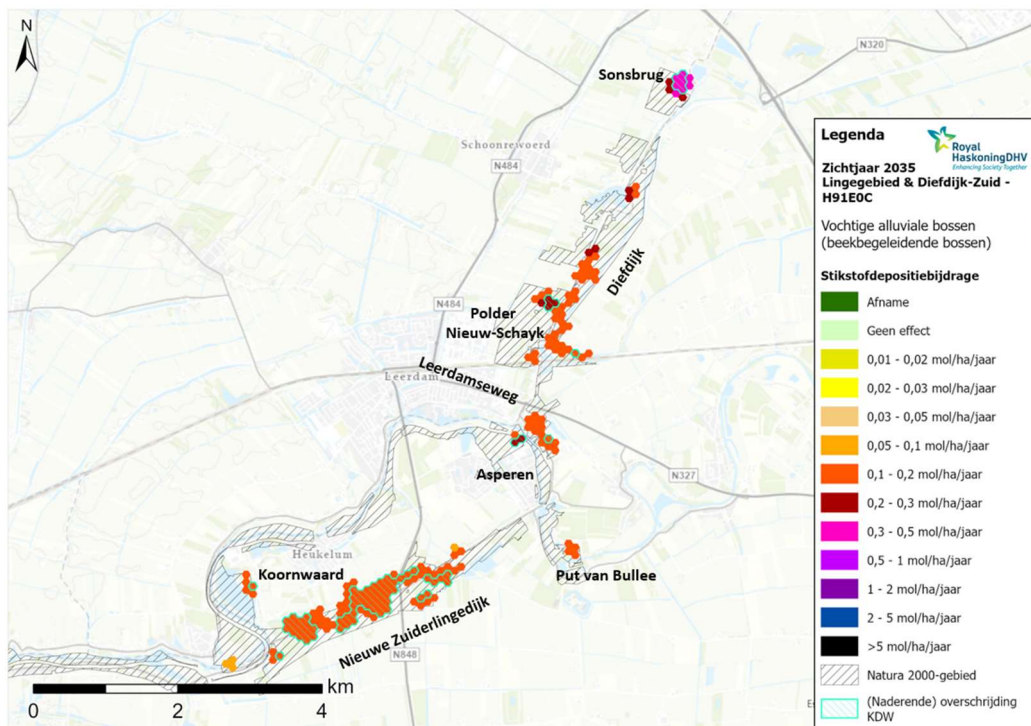 N
N320
Sonsbrug
Schoonrewoerd
N484
Diefdijk
N484
Polder
Nieuw-Schayk
Leerdamseweg
Leerdam
Asperen
N327
Heukelum
Koornwaard
Put van Bullee
Nieuwe Zuiderlingedijk
N848
km
0 2 4
Legenda
Royal
HaskoningDHV
Enhancing Society Together
Zichtjaar 2035
Lingegebied & Diefdijk-Zuid -
H91E0C
Vochtige alluviale bossen
(beekbegeleidende bossen)
Stikstofdepositiebijdrage
Afname
Geen effect
0,01 - 0,02 mol/ha/jaar
0,02 - 0,03 mol/ha/jaar
0,03 - 0,05 mol/ha/jaar
0,05 - 0,1 mol/ha/jaar
0,1 - 0,2 mol/ha/jaar
0,2 - 0,3 mol/ha/jaar
0,3 - 0,5 mol/ha/jaar
0,5 - 1 mol/ha/jaar
1 - 2 mol/ha/jaar
2 - 5 mol/ha/jaar
>5 mol/ha/jaar
Natura 2000-gebied
(Naderende) overschrijding
KDW